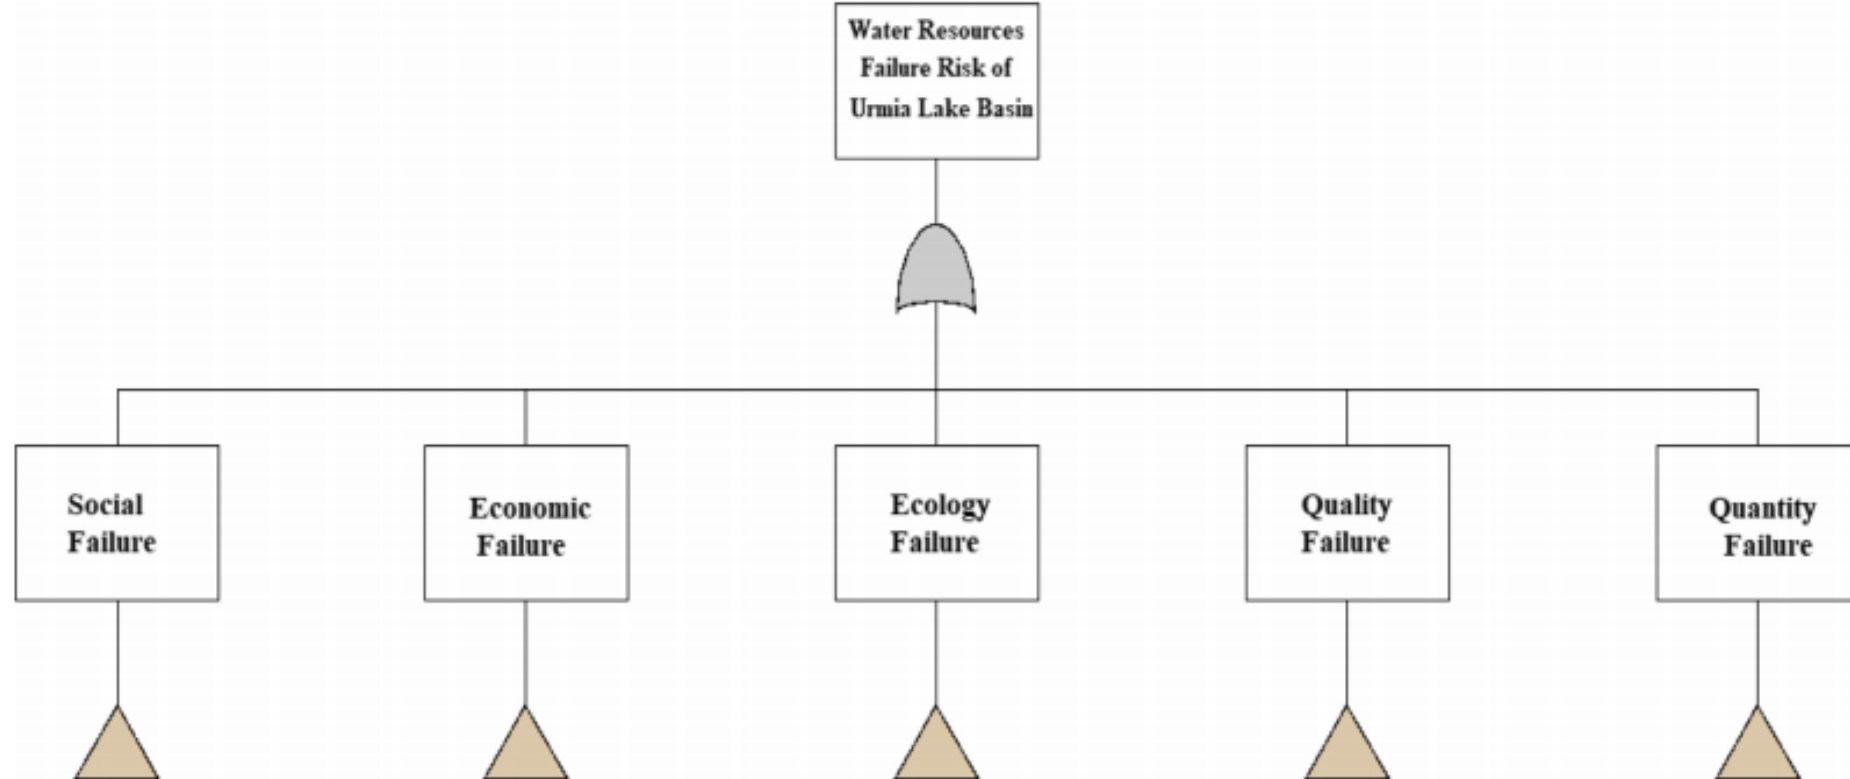 Water Resources
Failure Risk of
Urmia Lake Basin
Social
Failure
Economic
Failure
Ecology
Failure
Quality
Failure
Quantity
Failure